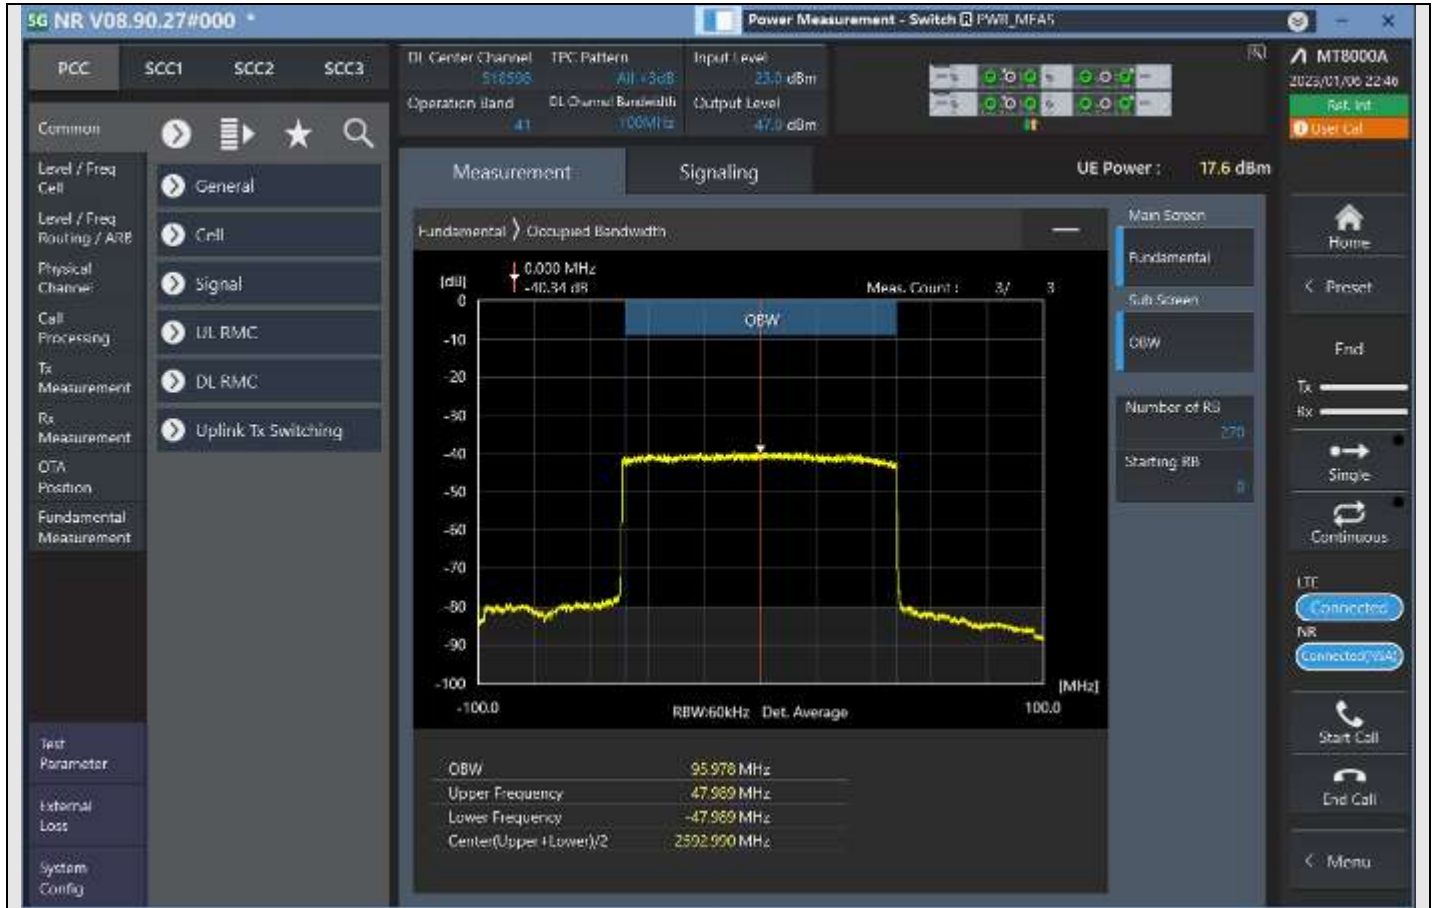 5G NR V08.90.27#000 *
Power Measurement - Switch PWR_MEAS
PCC SCC1 SCC2 SCC3
DL Center Channel TPC Pattern Input Level
518598 All +3dB 23.0 dBm
Operation Band DL Channel Bandwidth Output Level
41 100MHz -47.0 dBm
MT8000A
2023/01/06 22:46
Ref. Int
User Cal
Common
Level / Freq
Cell
Level / Freq
Routing / ARB
Physical
Channel
Call
Processing
Tx
Measurement
Rx
Measurement
OTA
Position
Fundamental
Measurement
Test
Parameter
External
Loss
System
Config
General
Cell
Signal
UL RMC
DL RMC
Uplink Tx Switching
Measurement Signaling
UE Power : 17.6 dBm
Fundamental > Occupied Bandwidth
[dB]
0.000 MHz
-40.34 dB
Meas. Count : 3/ 3
OBW
0
-10
-20
-30
-40
-50
-60
-70
-80
-90
-100
-100.0
RBW:60kHz Det. Average
100.0
[MHz]
OBW 95.978 MHz
Upper Frequency 47.989 MHz
Lower Frequency -47.989 MHz
Center(Upper+Lower)/2 2592.990 MHz
Main Screen
Fundamental
Sub Screen
OBW
Number of RB
270
Starting RB
0
Home
< Preset
End
Tx
Rx
Single
Continuous
LTE
Connected
NR
Connected(NSA)
Start Call
End Call
< Menu